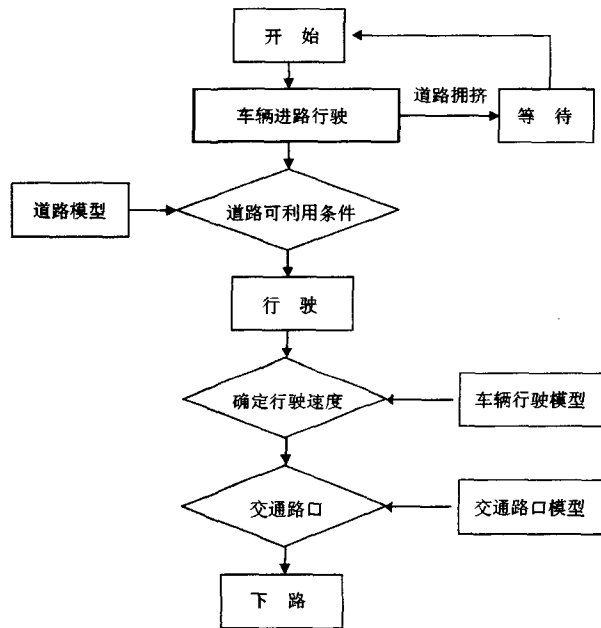 开 始
道路拥挤
车辆进路行驶
等 待
道路模型
道路可利用条件
行 驶
确定行驶速度
车辆行驶模型
交通路口
交通路口模型
下 路